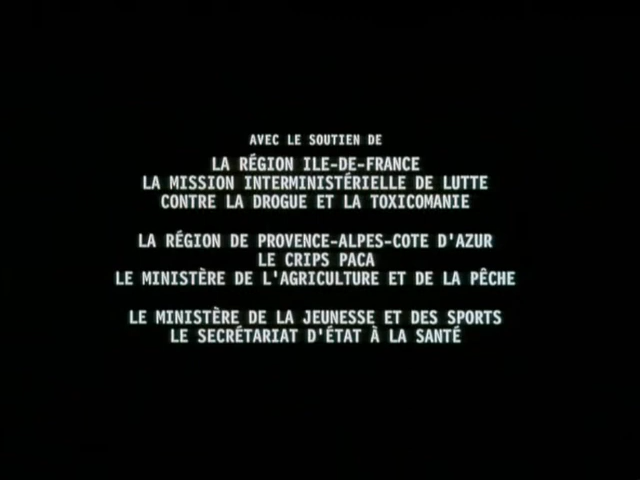 AVEC LE SOUTIEN DE
LA RÉGION ILE-DE-FRANCE
LA MISSION INTERMINISTÉRIELLE DE LUTTE
CONTRE LA DROGUE ET LA TOXICOMANIE
LA RÉGION DE PROVENCE-ALPES-COTE D'AZUR
LE CRIPS PACA
LE MINISTÈRE DE L'AGRICULTURE ET DE LA PÊCHE
LE MINISTÈRE DE LA JEUNESSE ET DES SPORTS
LE SECRÉTARIAT D'ÉTAT À LA SANTÉ